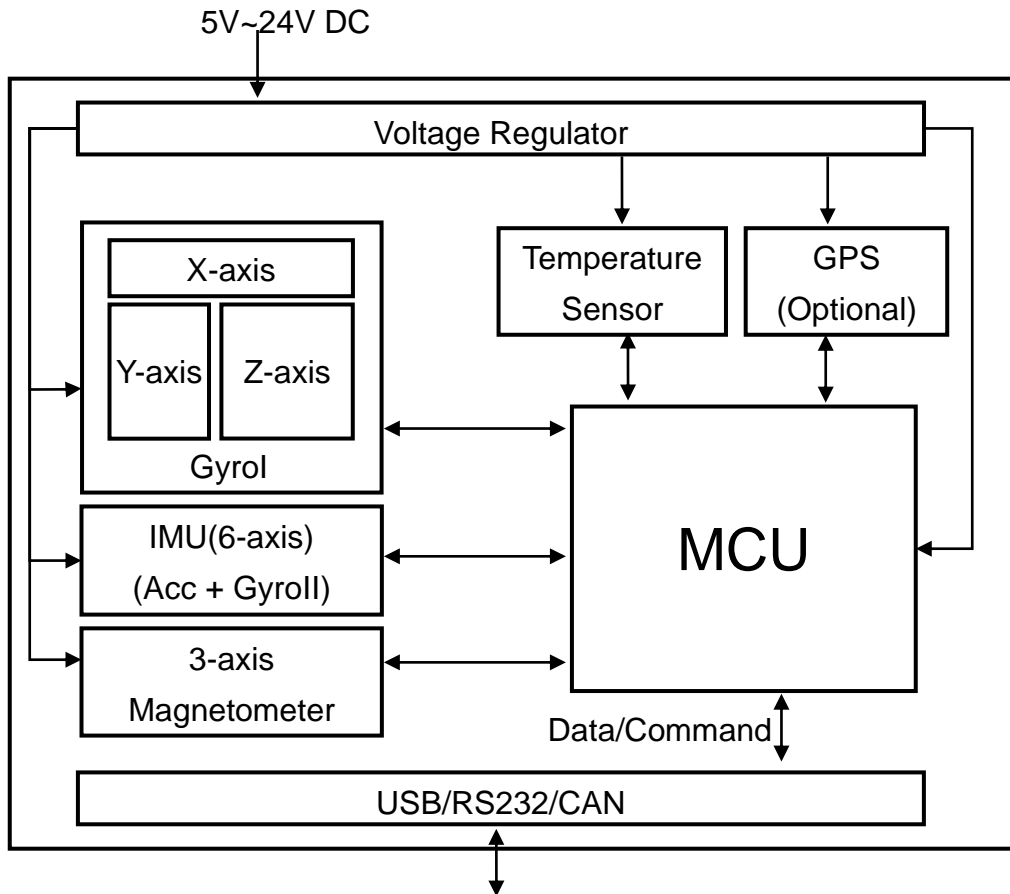 5V~24V DC
Voltage Regulator
X-axis
Y-axis
Z-axis
GyroI
Temperature
Sensor
GPS
(Optional)
IMU(6-axis)
(Acc + GyroII)
MCU
3-axis
Magnetometer
Data/Command
USB/RS232/CAN